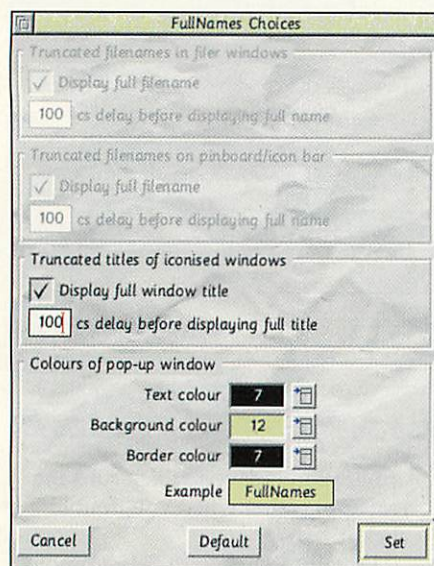 FullNames Choices
Truncated filenames in filer windows
Display full filename
100 cs delay before displaying full name
Truncated filenames on pinboard/icon bar
Display full filename
100 cs delay before displaying full name
Truncated titles of iconised windows
Display full window title
100 cs delay before displaying full title
Colours of pop-up window
Text colour 7
Background colour 12
Border colour 7
Example FullNames
Cancel Default Set